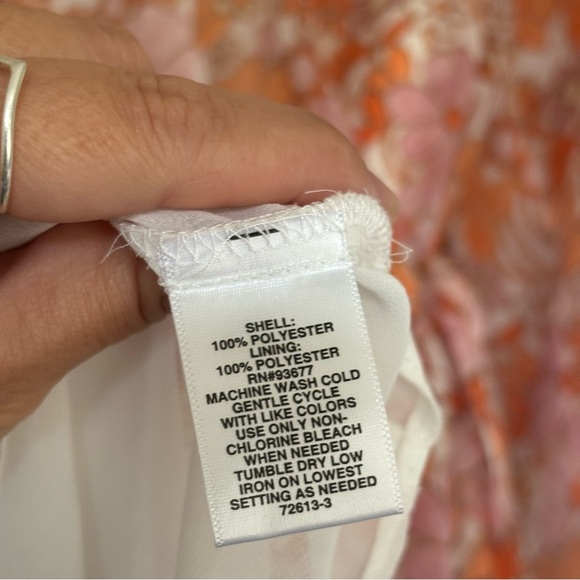 SHELL:
100% POLYESTER
LINING:
100% POLYESTER
RN#93677
MACHINE WASH COLD
GENTLE CYCLE
WITH LIKE COLORS
USE ONLY NON-
CHLORINE BLEACH
WHEN NEEDED
TUMBLE DRY LOW
IRON ON LOWEST
SETTING AS NEEDED
72613-3